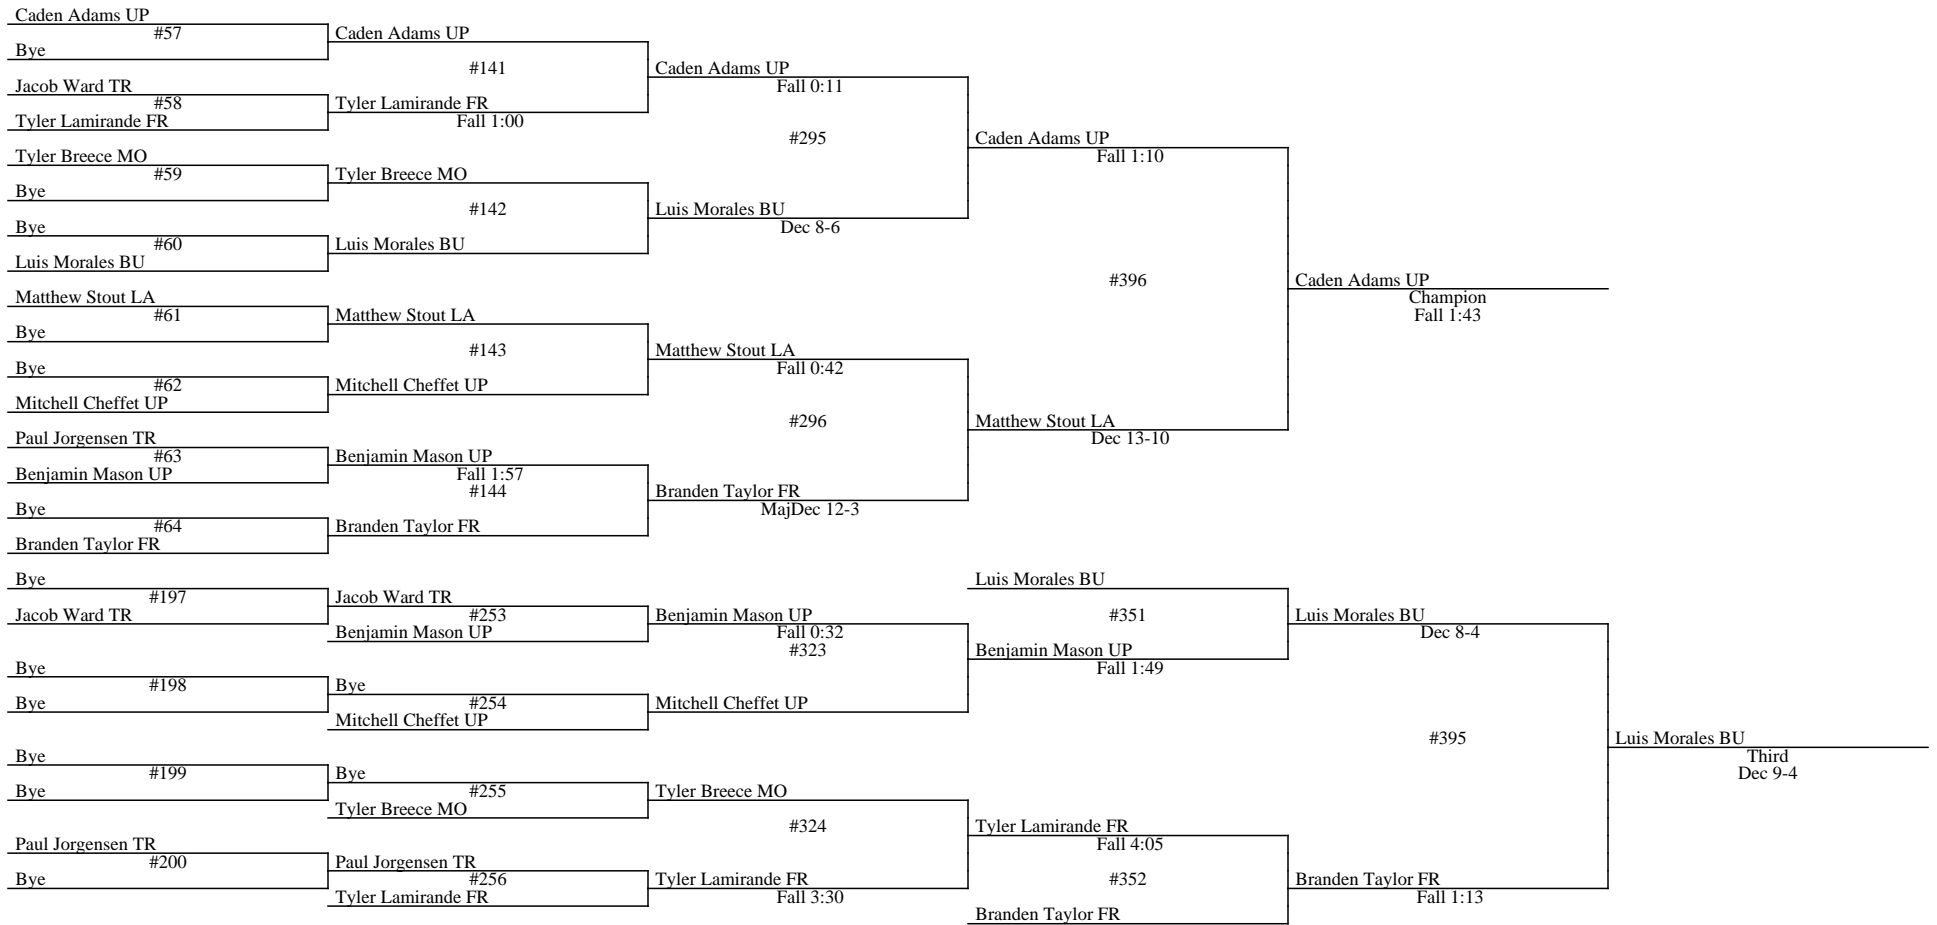 Caden Adams UP
#57
Bye
Caden Adams UP
#141
Jacob Ward TR
#58
Tyler Lamirande FR
Tyler Lamirande FR
Fall 1:00
Caden Adams UP
Fall 0:11
#295
Tyler Breece MO
#59
Bye
Tyler Breece MO
#142
Bye
#60
Luis Morales BU
Luis Morales BU
Luis Morales BU
Dec 8-6
Caden Adams UP
Fall 1:10
#396
Matthew Stout LA
#61
Bye
Matthew Stout LA
#143
Bye
#62
Mitchell Cheffet UP
Mitchell Cheffet UP
Matthew Stout LA
Fall 0:42
#296
Paul Jorgensen TR
#63
Benjamin Mason UP
Benjamin Mason UP
Fall 1:57
#144
Bye
#64
Branden Taylor FR
Branden Taylor FR
Branden Taylor FR
MajDec 12-3
Matthew Stout LA
Dec 13-10
Caden Adams UP
Champion
Fall 1:43
Bye
#197
Jacob Ward TR
Jacob Ward TR
#253
Benjamin Mason UP
Benjamin Mason UP
Fall 0:32
#323
Bye
#198
Bye
Bye
#254
Mitchell Cheffet UP
Mitchell Cheffet UP
Luis Morales BU
#351
Benjamin Mason UP
Fall 1:49
Luis Morales BU
Dec 8-4
#395
Bye
#199
Bye
Bye
#255
Tyler Breece MO
Tyler Breece MO
#324
Paul Jorgensen TR
#200
Bye
Paul Jorgensen TR
#256
Tyler Lamirande FR
Tyler Lamirande FR
Fall 3:30
Tyler Lamirande FR
Fall 4:05
#352
Branden Taylor FR
Branden Taylor FR
Fall 1:13
Luis Morales BU
Third
Dec 9-4